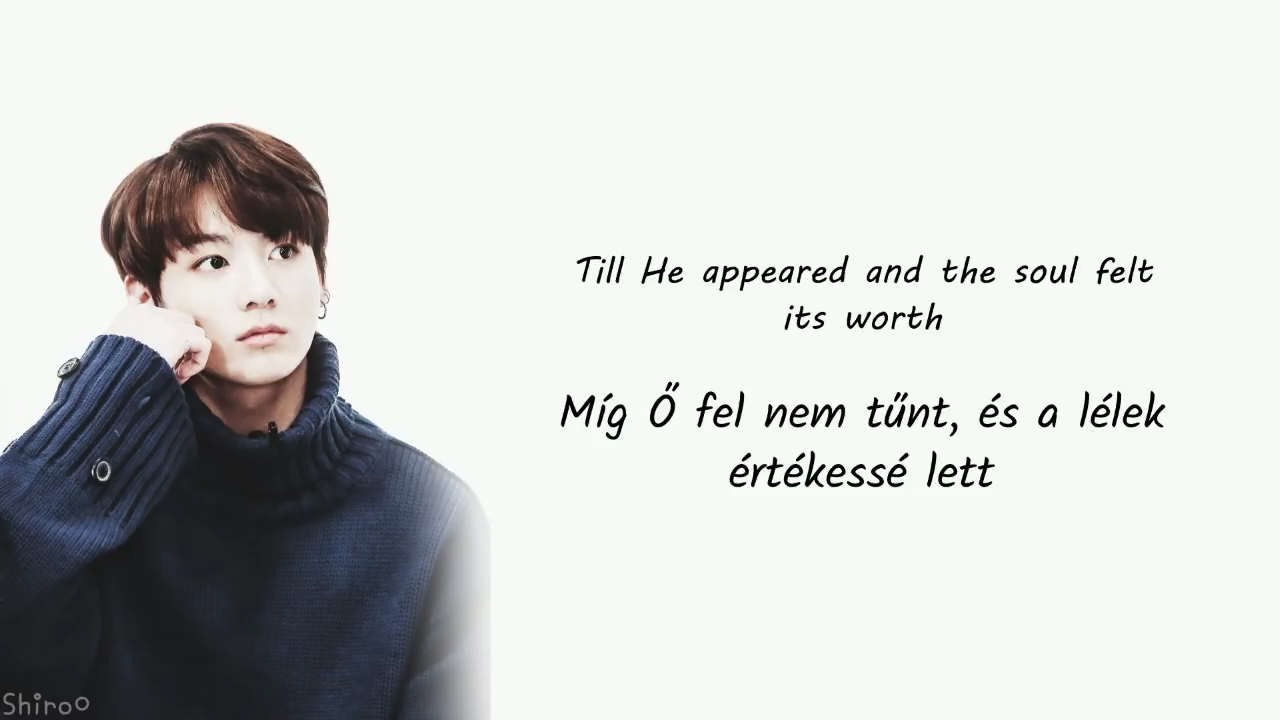 Till He appeared and the soul felt
its worth
Míg Ő fel nem tűnt, és a lélek
értékessé lett
Shiroo